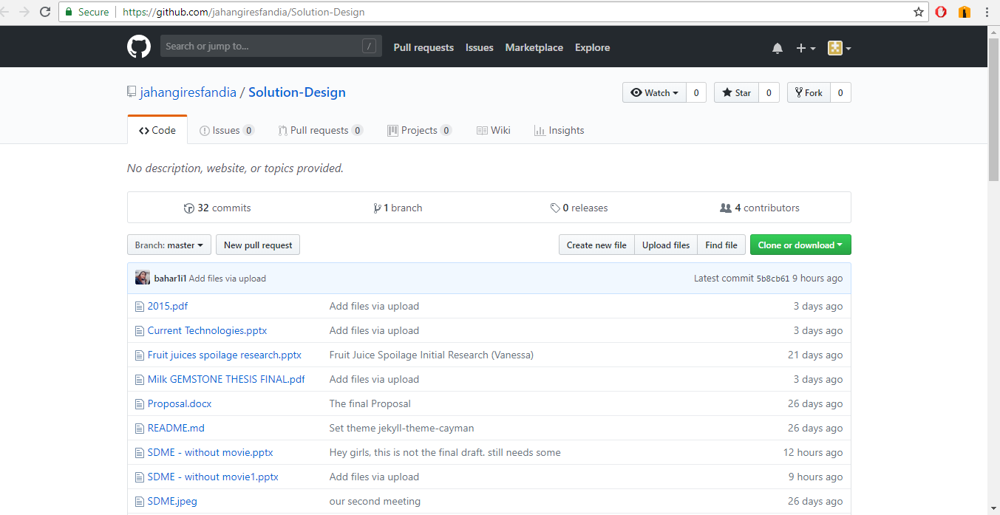 Secure https://github.com/jahangiresfandia/Solution-Design
Search or jump to... / Pull requests Issues Marketplace Explore
jahangiresfandia / Solution-Design Watch 0 Star 0 Fork 0
Code Issues 0 Pull requests 0 Projects 0 Wiki Insights
No description, website, or topics provided.
32 commits 1 branch 0 releases 4 contributors
Branch: master New pull request Create new file Upload files Find file Clone or download
bahar1i1 Add files via upload Latest commit 5b8cb61 9 hours ago
2015.pdf Add files via upload 3 days ago
Current Technologies.pptx Add files via upload 3 days ago
Fruit juices spoilage research.pptx Fruit Juice Spoilage Initial Research (Vanessa) 21 days ago
Milk GEMSTONE THESIS FINAL.pdf Add files via upload 3 days ago
Proposal.docx The final Proposal 26 days ago
README.md Set theme jekyll-theme-cayman 26 days ago
SDME - without movie.pptx Hey girls, this is not the final draft. still needs some 12 hours ago
SDME - without movie1.pptx Add files via upload 9 hours ago
SDME.jpeg our second meeting 26 days ago